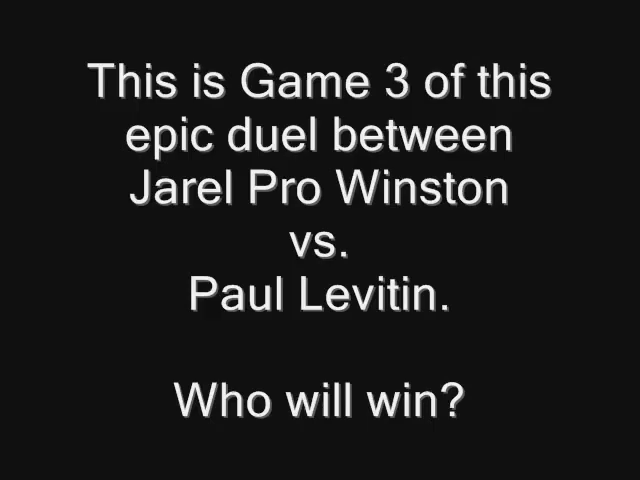 This is Game 3 of this
epic duel between
Jarel Pro Winston
vs.
Paul Levitin.
Who will win?